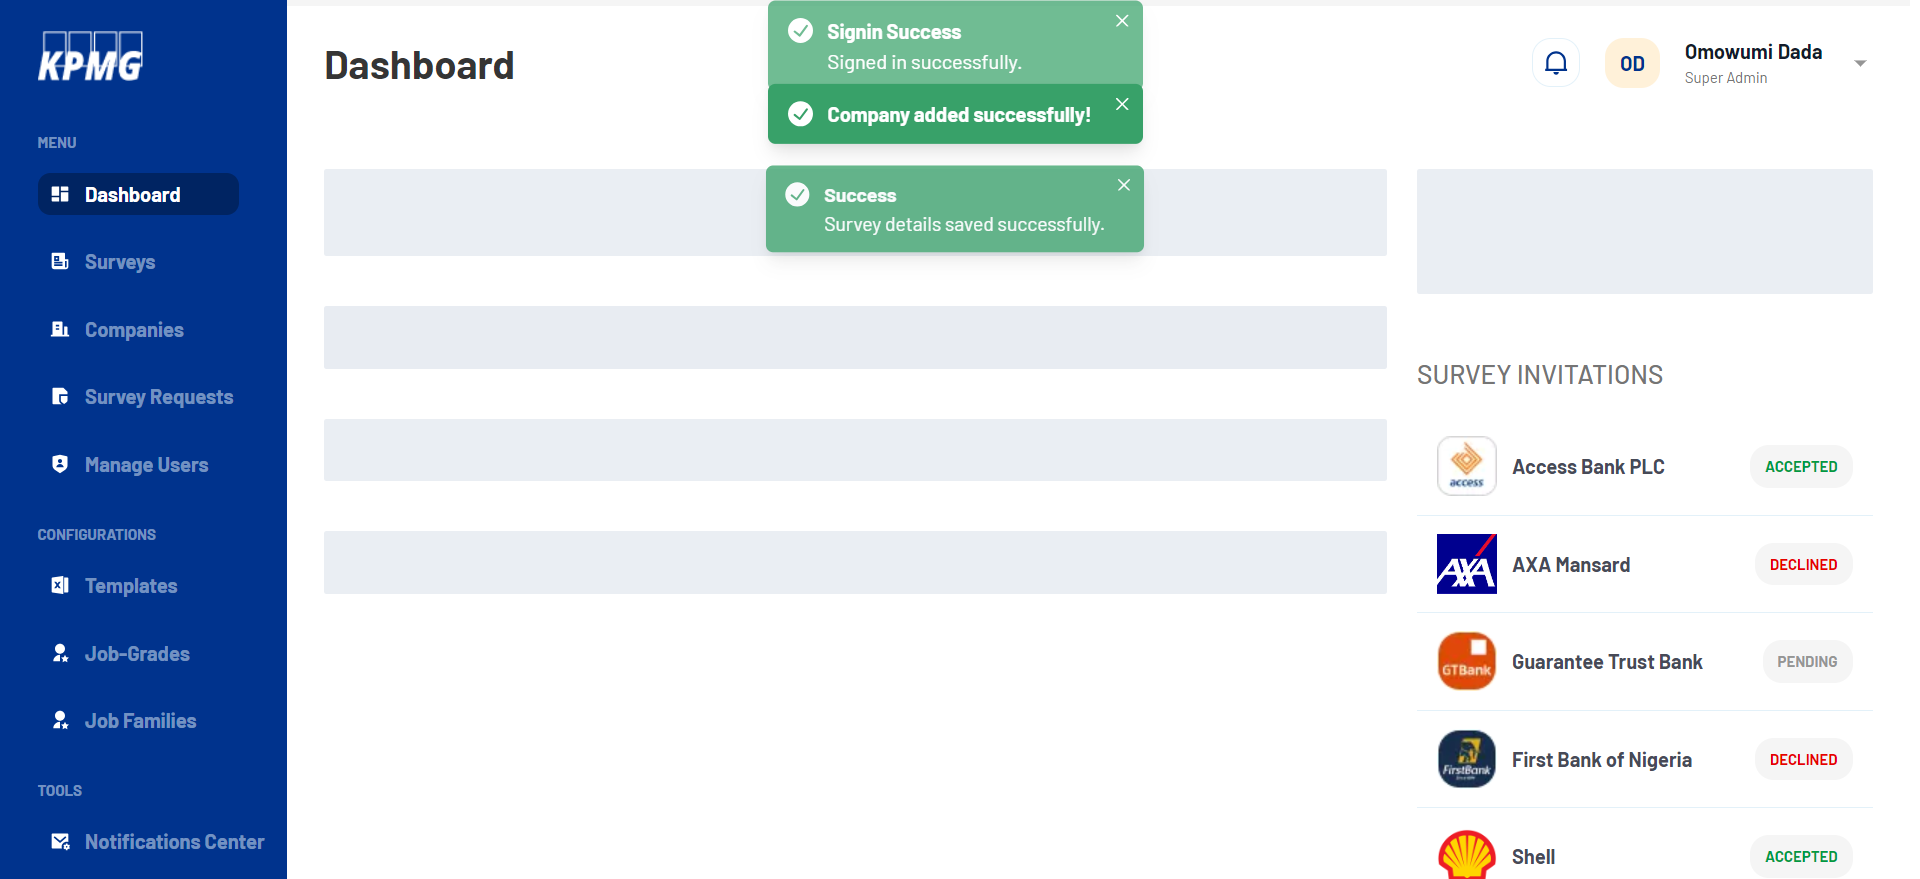 KPMG
MENU
Dashboard
Surveys
Companies
Survey Requests
Manage Users
CONFIGURATIONS
Templates
Job-Grades
Job Families
TOOLS
Notifications Center
Dashboard
Signin Success
Signed in successfully.
Company added successfully!
Success
Survey details saved successfully.
OD
Omowumi Dada
Super Admin
SURVEY INVITATIONS
access
Access Bank PLC
ACCEPTED
AXA
AXA Mansard
DECLINED
GTBank
Guarantee Trust Bank
PENDING
FirstBank
First Bank of Nigeria
DECLINED
Shell
ACCEPTED